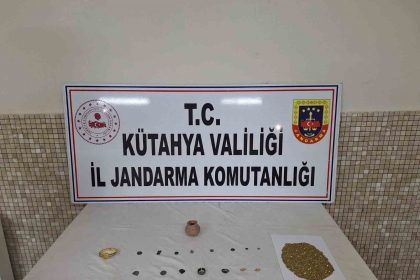 T.C.
KÜTAHYA VALİLİĞİ
İL JANDARMA KOMUTANLIĞI